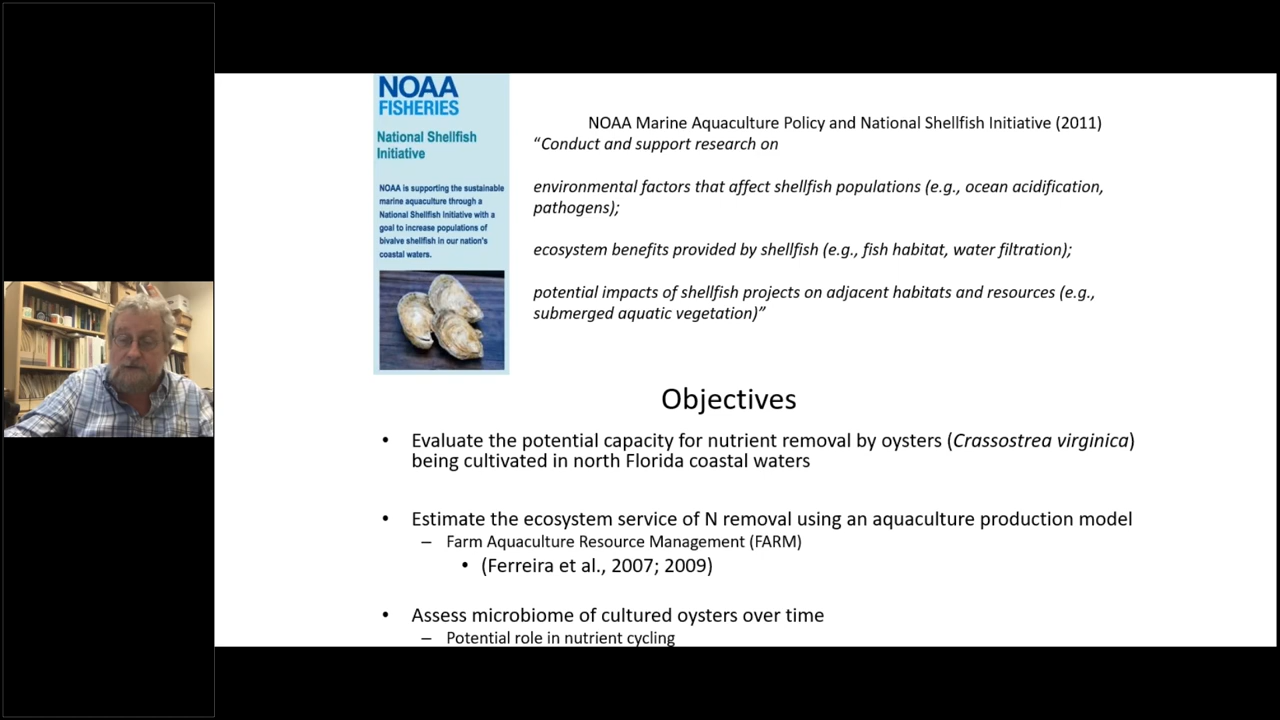 NOAA
FISHERIES
National Shellfish
Initiative
NOAA is supporting the sustainable
marine aquaculture through a
National Shellfish Initiative with a
goal to increase populations of
bivalve shellfish in our nation's
coastal waters.
NOAA Marine Aquaculture Policy and National Shellfish Initiative (2011)
“Conduct and support research on
environmental factors that affect shellfish populations (e.g., ocean acidification,
pathogens);
ecosystem benefits provided by shellfish (e.g., fish habitat, water filtration);
potential impacts of shellfish projects on adjacent habitats and resources (e.g.,
submerged aquatic vegetation)”
Objectives
• Evaluate the potential capacity for nutrient removal by oysters (Crassostrea virginica)
being cultivated in north Florida coastal waters
• Estimate the ecosystem service of N removal using an aquaculture production model
– Farm Aquaculture Resource Management (FARM)
• (Ferreira et al., 2007; 2009)
• Assess microbiome of cultured oysters over time
– Potential role in nutrient cycling